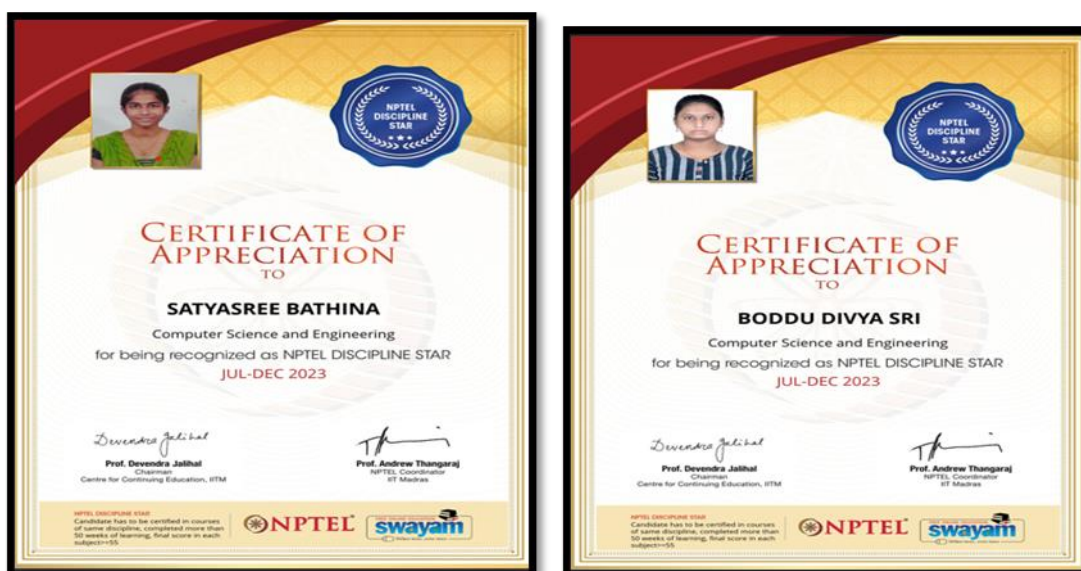 NPTEL
DISCIPLINE
STAR
CERTIFICATE OF
APPRECIATION
TO
SATYASREE BATHINA
Computer Science and Engineering
for being recognized as NPTEL DISCIPLINE STAR
JUL-DEC 2023
Devendra Jalihal
Prof. Devendra Jalihal
Chairman
Centre for Continuing Education, IITM
Prof. Andrew Thangaraj
NPTEL Coordinator
IIT Madras
NPTEL DISCIPLINE STAR
Candidate has to be certified in courses
of same discipline, completed more than
50 weeks of learning, final score in each
subject>=55
NPTEL
swayam
NPTEL
DISCIPLINE
STAR
CERTIFICATE OF
APPRECIATION
TO
BODDU DIVYA SRI
Computer Science and Engineering
for being recognized as NPTEL DISCIPLINE STAR
JUL-DEC 2023
Devendra Jalihal
Prof. Devendra Jalihal
Chairman
Centre for Continuing Education, IITM
Prof. Andrew Thangaraj
NPTEL Coordinator
IIT Madras
NPTEL DISCIPLINE STAR
Candidate has to be certified in courses
of same discipline, completed more than
50 weeks of learning, final score in each
subject>=55
NPTEL
swayam